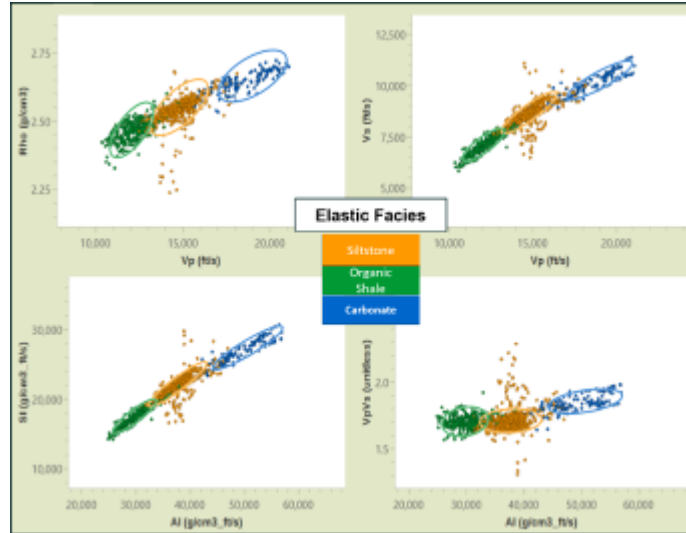 2.75
2.50
2.25
Rho (g/cm3)
10,000
15,000
20,000
Vp (ft/s)
12,500
10,000
7,500
5,000
Vs (ft/s)
10,000
15,000
20,000
Vp (ft/s)
Elastic Facies
Siltstone
Organic
Shale
Carbonate
30,000
20,000
10,000
SI (g/cm3_ft/s)
20,000
30,000
40,000
50,000
60,000
AI (g/cm3_ft/s)
2.0
1.5
VpVs (unitless)
20,000
30,000
40,000
50,000
60,000
AI (g/cm3_ft/s)